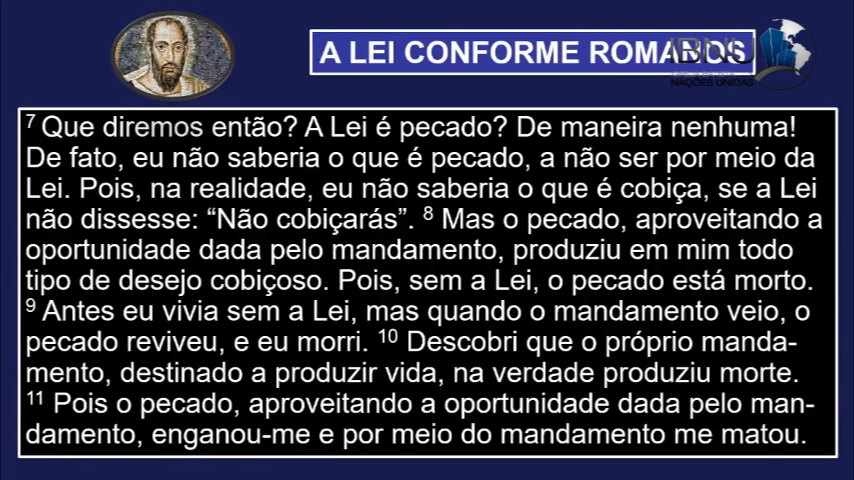 A LEI CONFORME ROMANOS
IBNU
NAÇÕES UNIDAS
7 Que diremos então? A Lei é pecado? De maneira nenhuma!
De fato, eu não saberia o que é pecado, a não ser por meio da
Lei. Pois, na realidade, eu não saberia o que é cobiça, se a Lei
não dissesse: “Não cobiçarás”. 8 Mas o pecado, aproveitando a
oportunidade dada pelo mandamento, produziu em mim todo
tipo de desejo cobiçoso. Pois, sem a Lei, o pecado está morto.
9 Antes eu vivia sem a Lei, mas quando o mandamento veio, o
pecado reviveu, e eu morri. 10 Descobri que o próprio manda-
mento, destinado a produzir vida, na verdade produziu morte.
11 Pois o pecado, aproveitando a oportunidade dada pelo man-
damento, enganou-me e por meio do mandamento me matou.